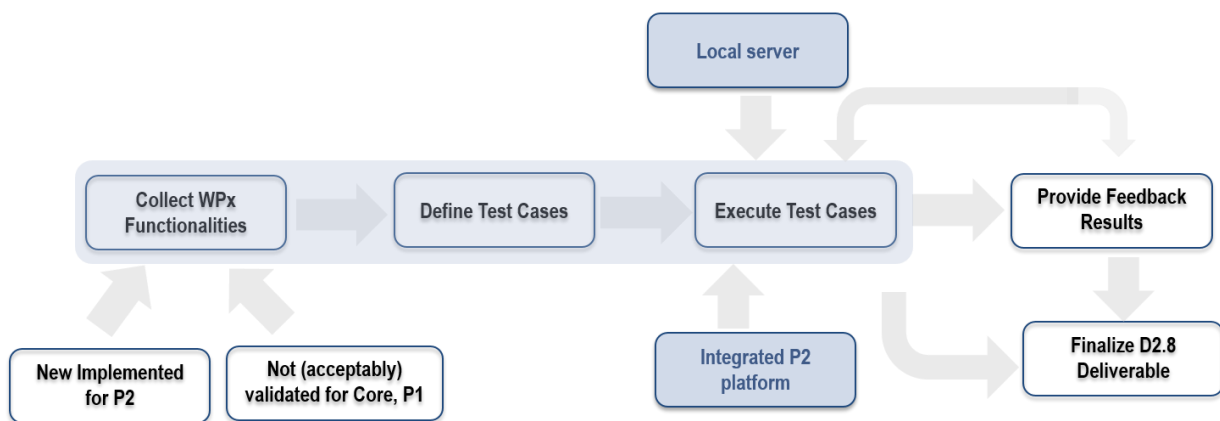 Local server
Collect WPx
Functionalities
Define Test Cases
Execute Test Cases
Provide Feedback
Results
New Implemented
for P2
Not (acceptably)
validated for Core, P1
Integrated P2
platform
Finalize D2.8
Deliverable